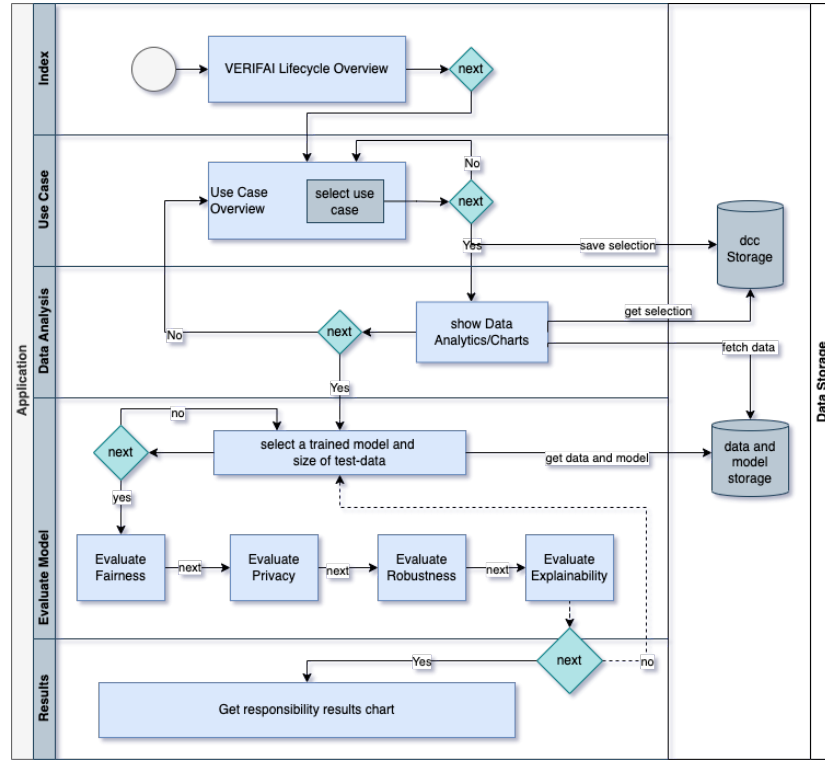 Application
Index
VERIFAI Lifecycle Overview
next
Use Case
Use Case
Overview
select use
case
No
next
Yes
save selection
dcc
Storage
Data Analysis
No
next
show Data
Analytics/Charts
get selection
fetch data
Yes
Data Storage
Evaluate Model
no
next
select a trained model and
size of test-data
get data and model
data and
model
storage
yes
Evaluate
Fairness
next
Evaluate
Privacy
next
Evaluate
Robustness
next
Evaluate
Explainability
Results
Yes
next
no
Get responsibility results chart